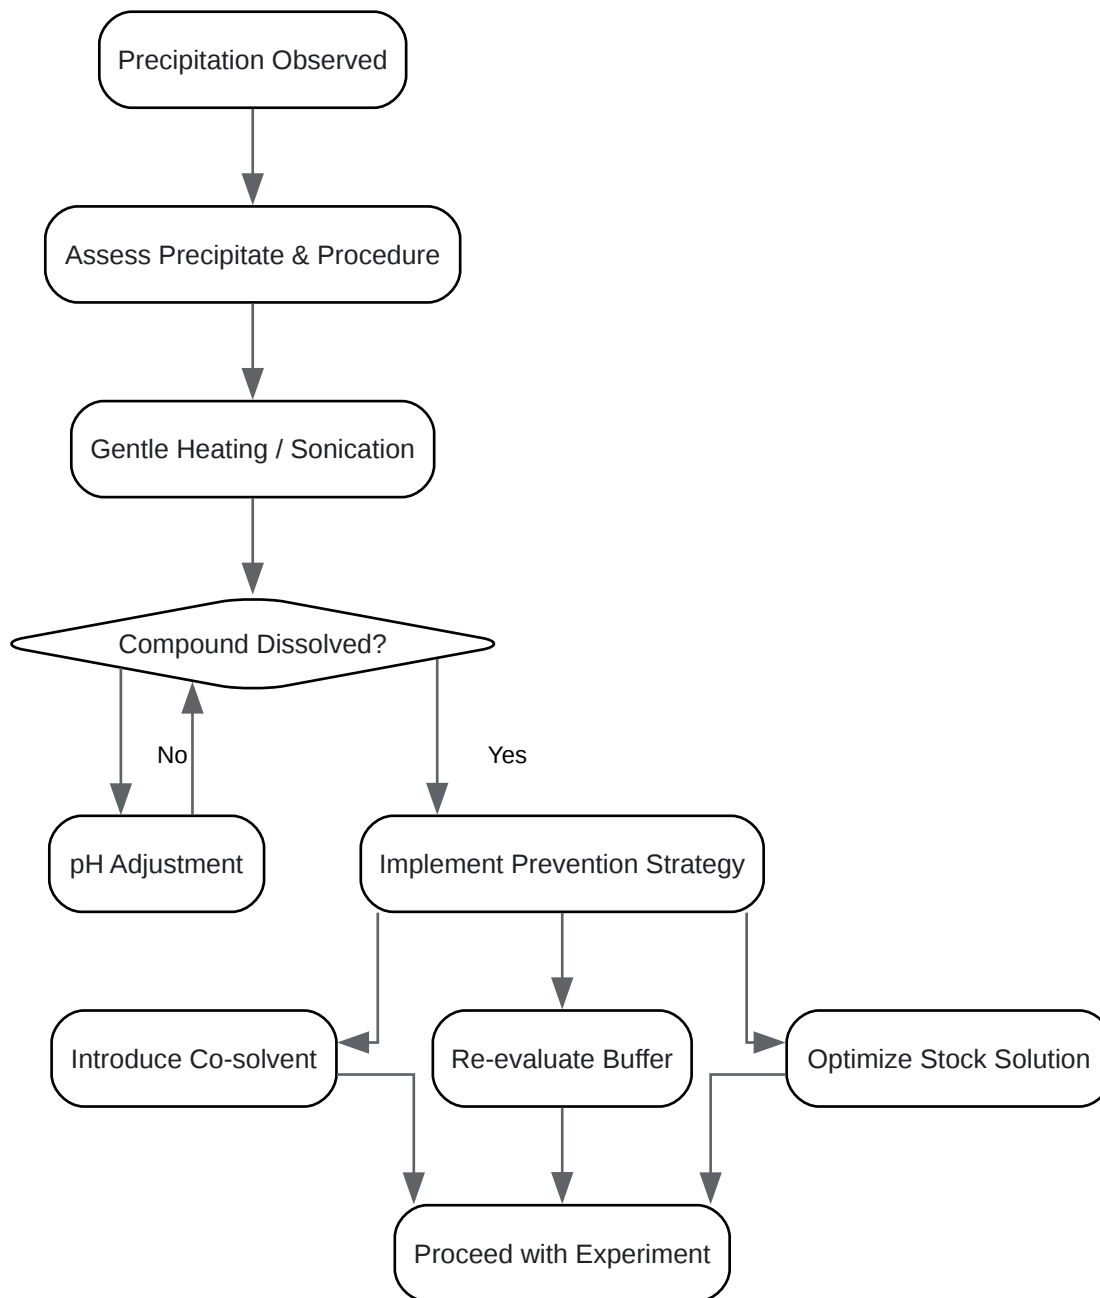 Precipitation Observed
Assess Precipitate & Procedure
Gentle Heating / Sonication
Compound Dissolved?
No
Yes
pH Adjustment
Implement Prevention Strategy
Introduce Co-solvent
Re-evaluate Buffer
Optimize Stock Solution
Proceed with Experiment